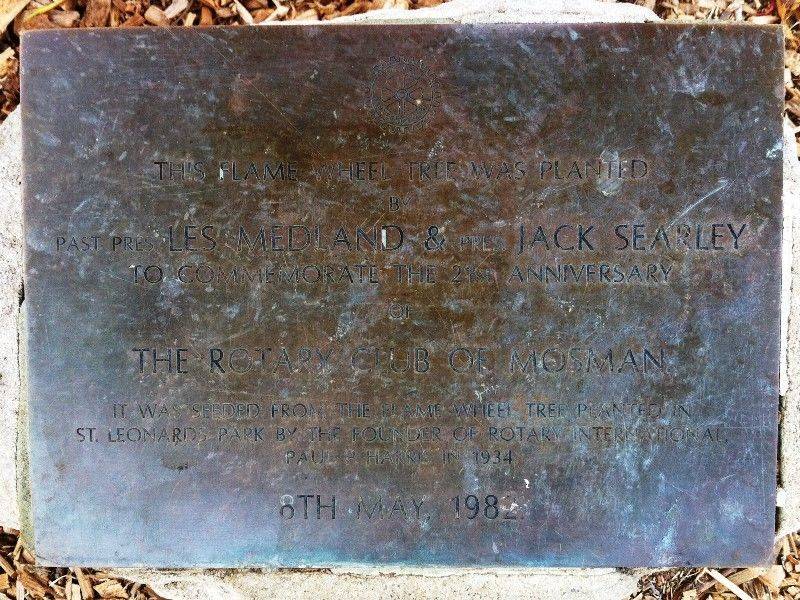 THIS FLAME WHEEL TREE WAS PLANTED
BY
PAST PRES. LES MEDLAND & PRES. JACK SEARLEY
TO COMMEMORATE THE 21ST ANNIVERSARY
OF
THE ROTARY CLUB OF MOSMAN
IT WAS SEEDED FROM THE FLAME WHEEL TREE PLANTED IN
ST. LEONARDS PARK BY THE FOUNDER OF ROTARY INTERNATIONAL,
PAUL P HARRIS IN 1934
8TH MAY, 1982